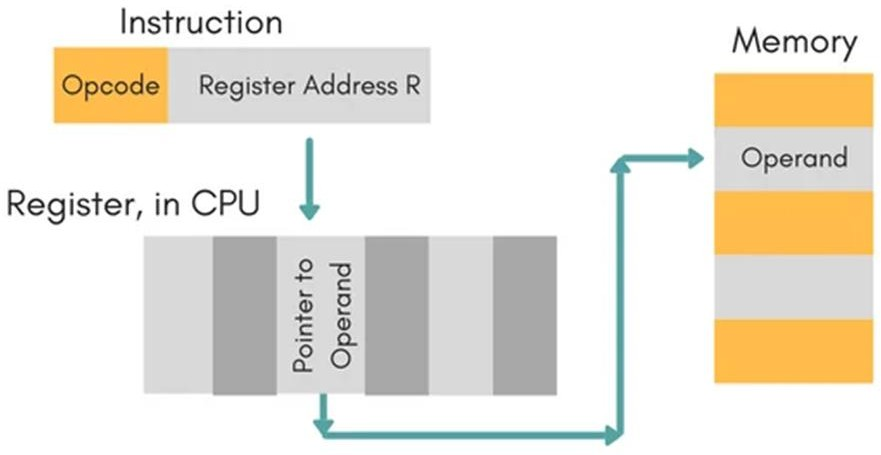 Instruction
Memory
Opcode
Register Address R
Operand
Register, in CPU
Pointer to
Operand